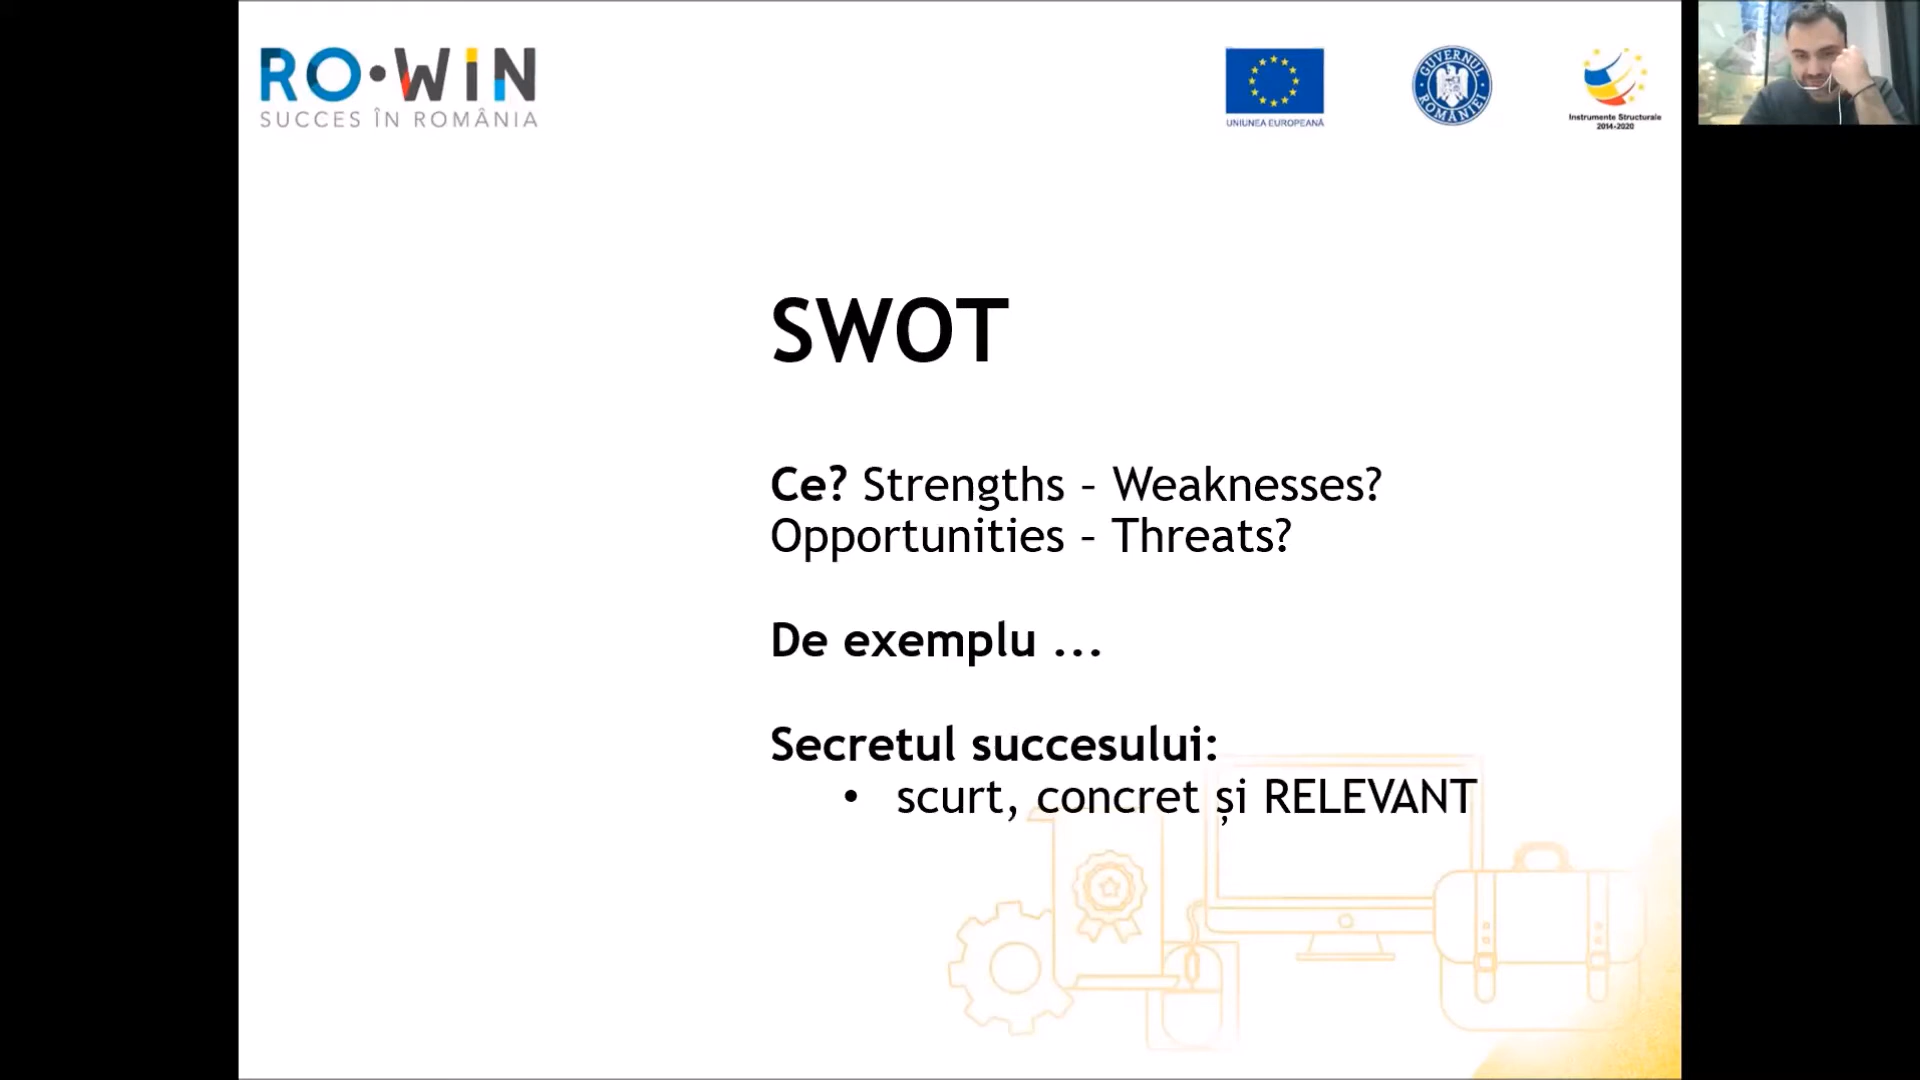 RO•WiN
SUCCES ÎN ROMÂNIA
UNIUNEA EUROPEANĂ
GUVERNUL ROMÂNIEI
Instrumente Structurale
2014-2020
SWOT
Ce? Strengths – Weaknesses?
Opportunities – Threats?
De exemplu ...
Secretul succesului:
• scurt, concret și RELEVANT